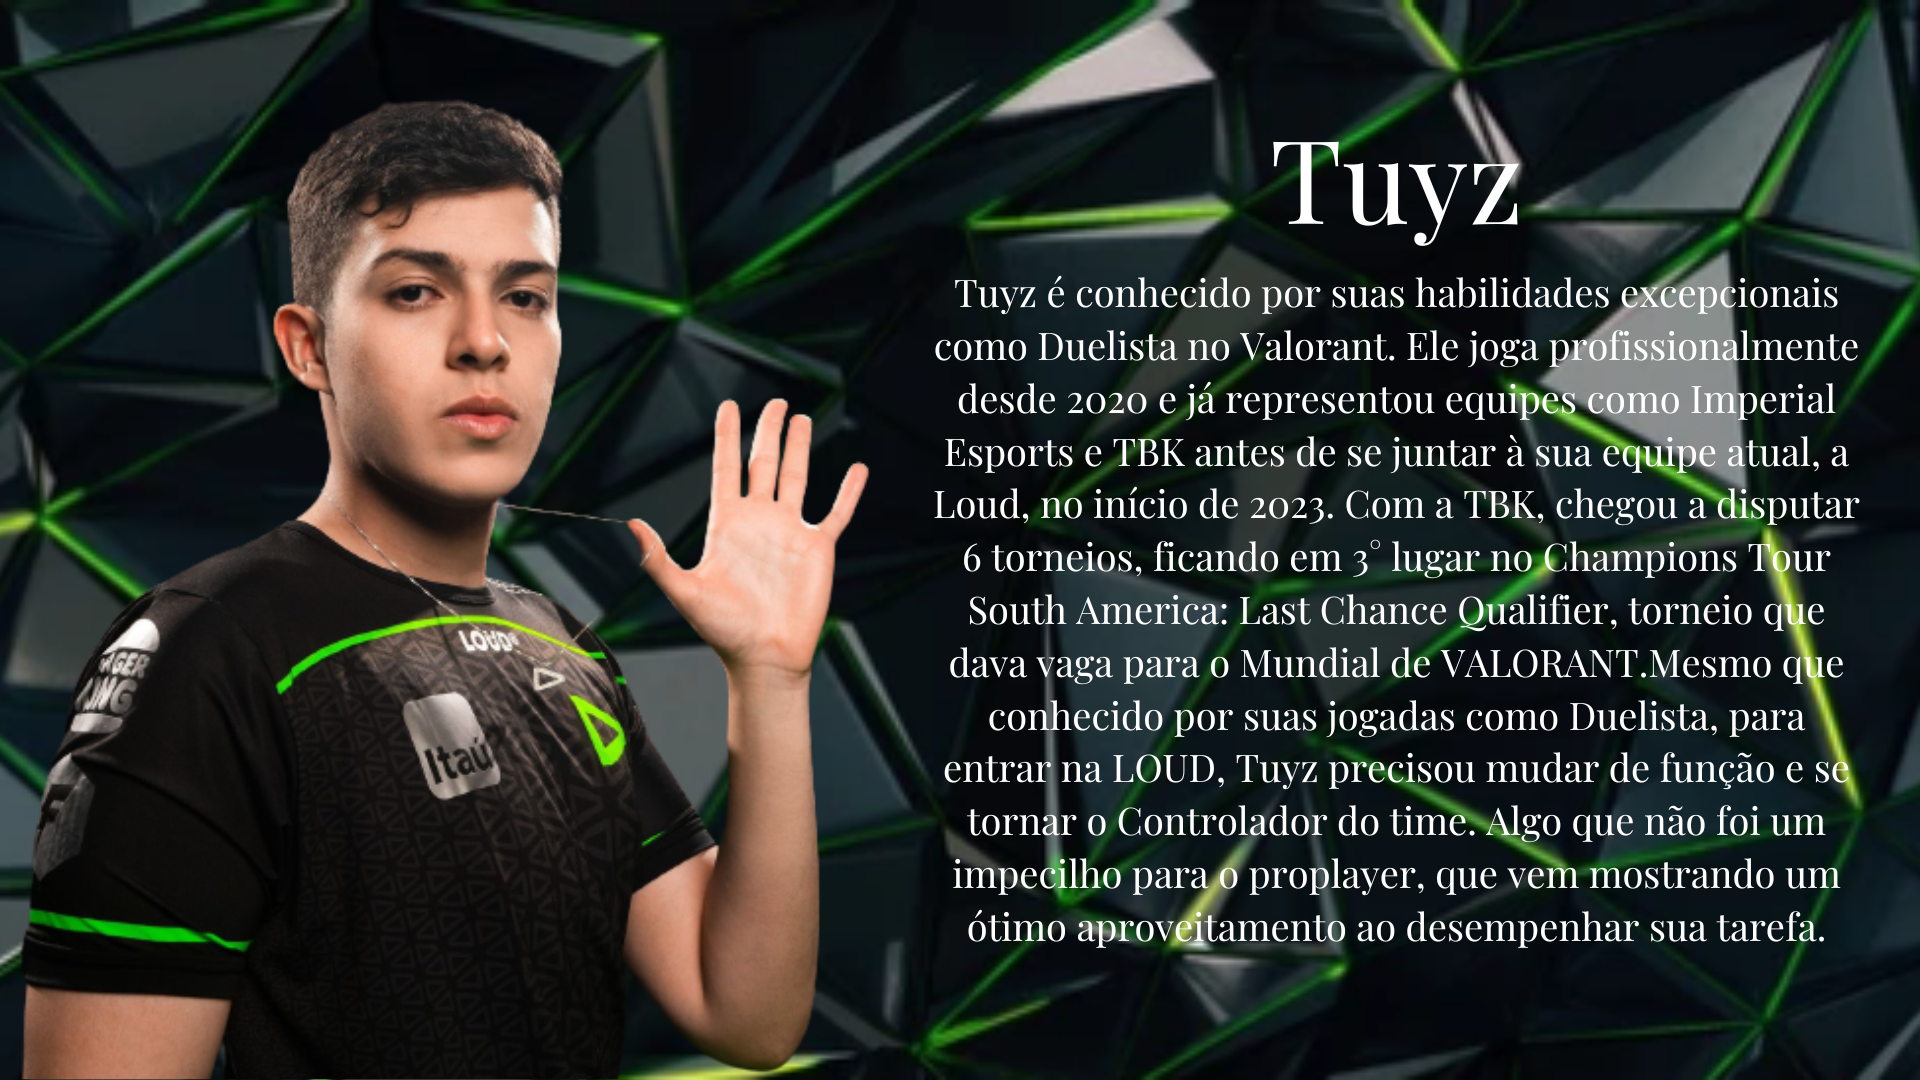 Tuyz
Tuyz é conhecido por suas habilidades excepcionais
como Duelista no Valorant. Ele joga profissionalmente
desde 2020 e já representou equipes como Imperial
Esports e TBK antes de se juntar à sua equipe atual, a
Loud, no início de 2023. Com a TBK, chegou a disputar
6 torneios, ficando em 3° lugar no Champions Tour
South America: Last Chance Qualifier, torneio que
dava vaga para o Mundial de VALORANT.Mesmo que
conhecido por suas jogadas como Duelista, para
entrar na LOUD, Tuyz precisou mudar de função e se
tornar o Controlador do time. Algo que não foi um
impecilho para o proplayer, que vem mostrando um
ótimo aproveitamento ao desempenhar sua tarefa.
LOUD
Itaú